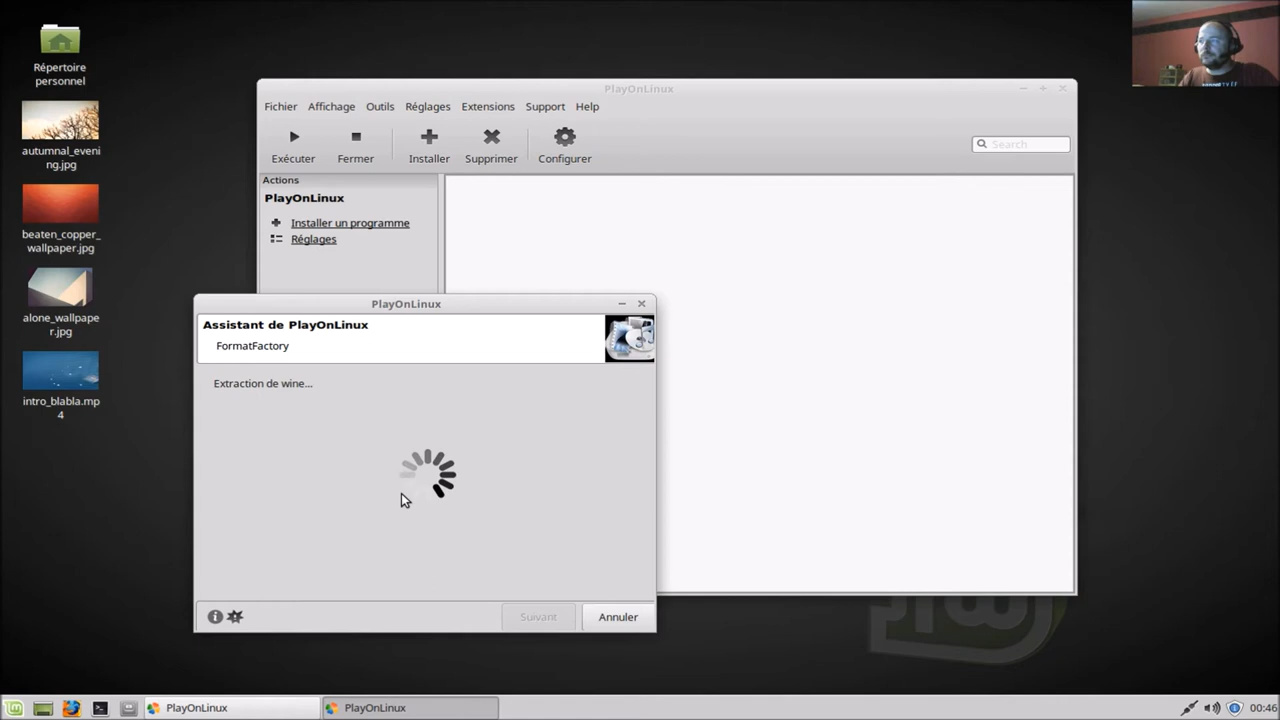 Répertoire
personnel
autumnal_eveni
ng.jpg
beaten_copper_
wallpaper.jpg
alone_wallpape
r.jpg
intro_blabla.mp
4
PlayOnLinux
Fichier Affichage Outils Réglages Extensions Support Help
Exécuter Fermer Installer Supprimer Configurer
Search
Actions
PlayOnLinux
Installer un programme
Réglages
PlayOnLinux
Assistant de PlayOnLinux
FormatFactory
Extraction de wine...
Suivant Annuler
PlayOnLinux PlayOnLinux 00:46